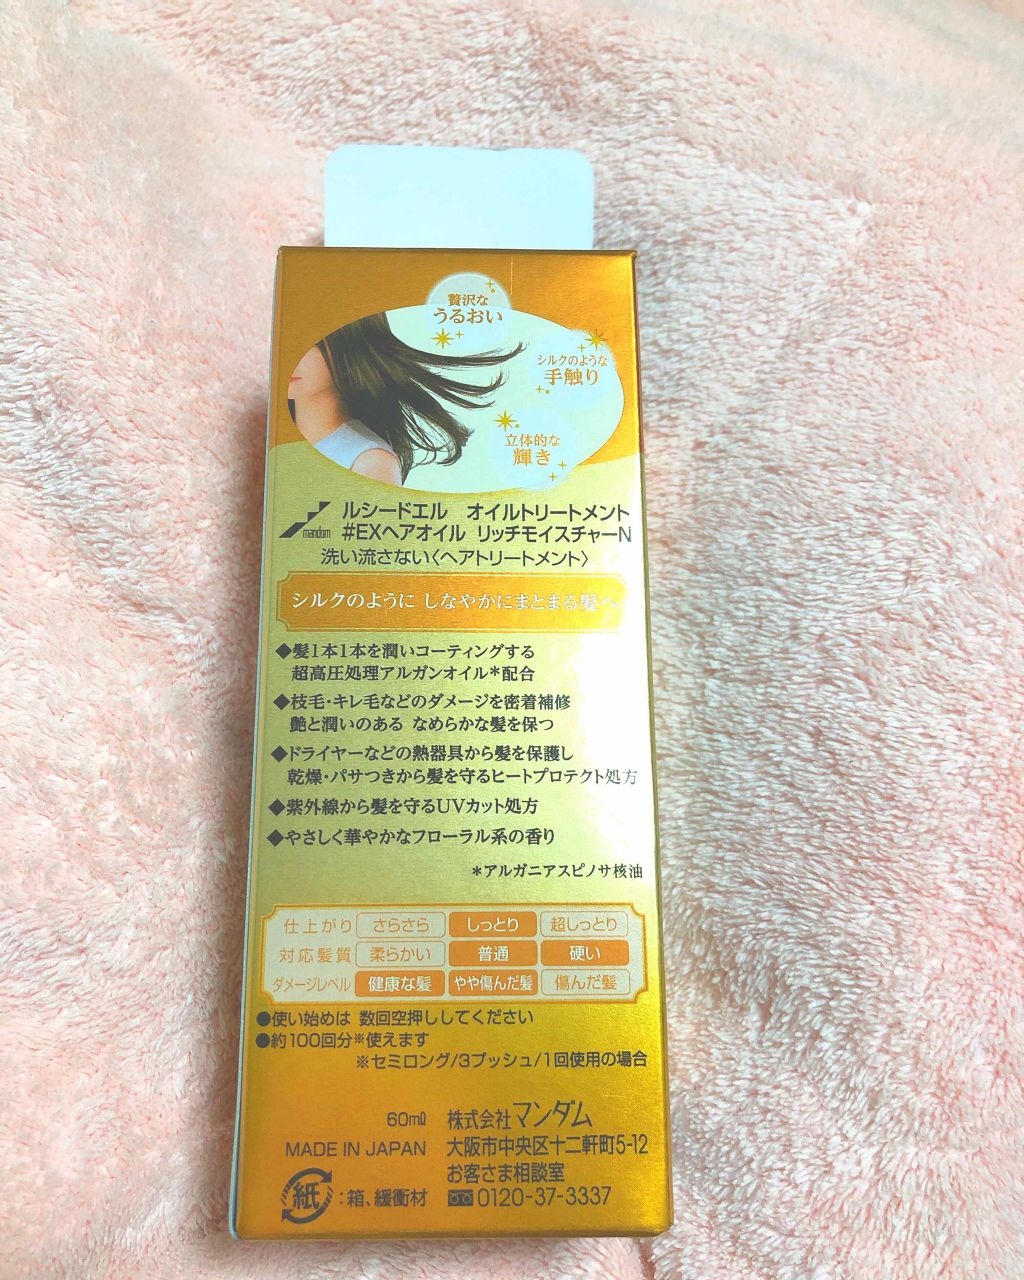 贅沢な
うるおい
シルクのような
手触り
立体的な
輝き
mandom
ルシードエル オイルトリートメント
#EXヘアオイル リッチモイスチャーN
洗い流さない〈ヘアトリートメント〉
シルクのように しなやかにまとまる髪へ
◆髪1本1本を潤いコーティングする
超高圧処理アルガンオイル*配合
◆枝毛・キレ毛などのダメージを密着補修
艶と潤いのある なめらかな髪を保つ
◆ドライヤーなどの熱器具から髪を保護し
乾燥・パサつきから髪を守るヒートプロテクト処方
◆紫外線から髪を守るUVカット処方
◆やさしく華やかなフローラル系の香り
*アルガニアスピノサ核油
仕上がり さらさら しっとり 超しっとり
対応髪質 柔らかい 普通 硬い
ダメージレベル 健康な髪 やや傷んだ髪 傷んだ髪
●使い始めは 数回空押ししてください
●約100回分※使えます
※セミロング/3プッシュ/1回使用の場合
60mℓ 株式会社マンダム
MADE IN JAPAN 大阪市中央区十二軒町5-12
お客さま相談室
紙:箱、緩衝材 0120-37-3337